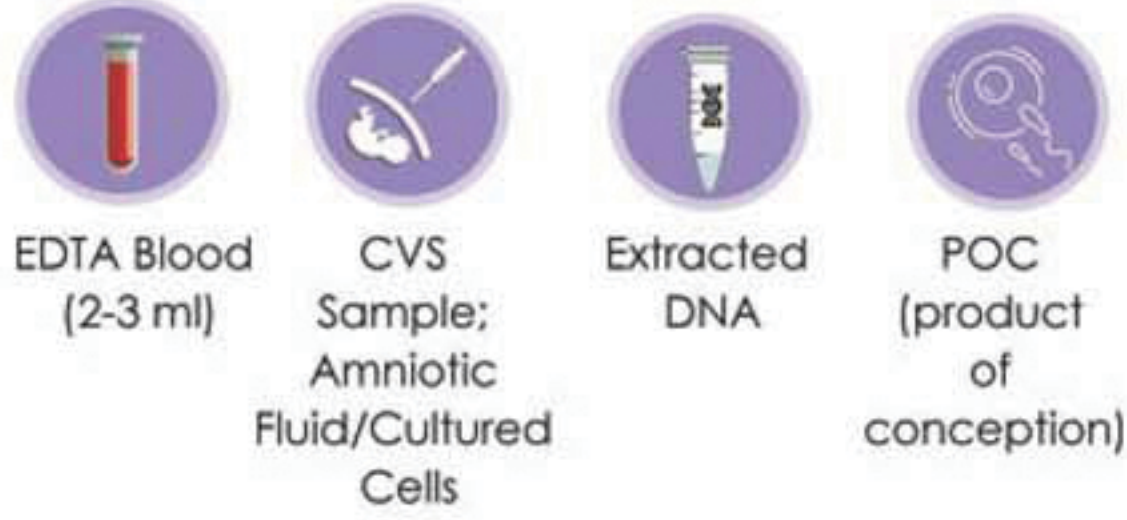 EDTA Blood
(2-3 ml)
CVS
Sample;
Amniotic
Fluid/Cultured
Cells
Extracted
DNA
POC
(product
of
conception)